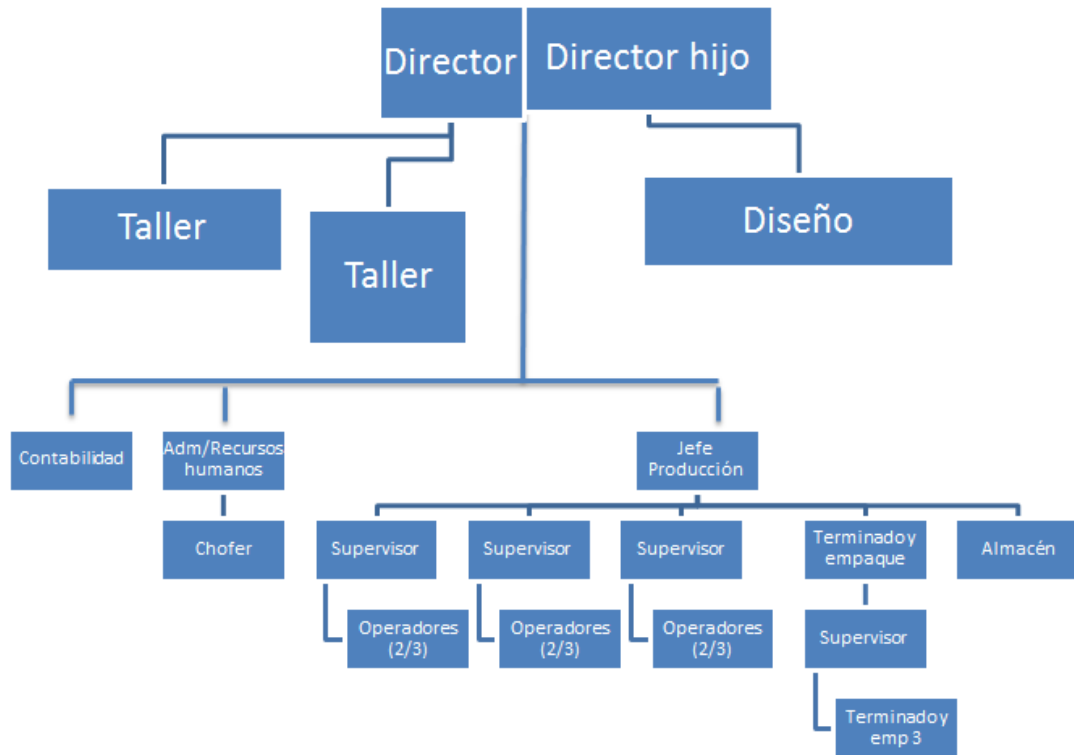 Director
Director hijo
Taller
Taller
Diseño
Contabilidad
Adm/Recursos
humanos
Jefe
Producción
Chofer
Supervisor
Supervisor
Supervisor
Terminado y
empaque
Almacén
Operadores
(2/3)
Operadores
(2/3)
Operadores
(2/3)
Supervisor
Terminado y
emp 3